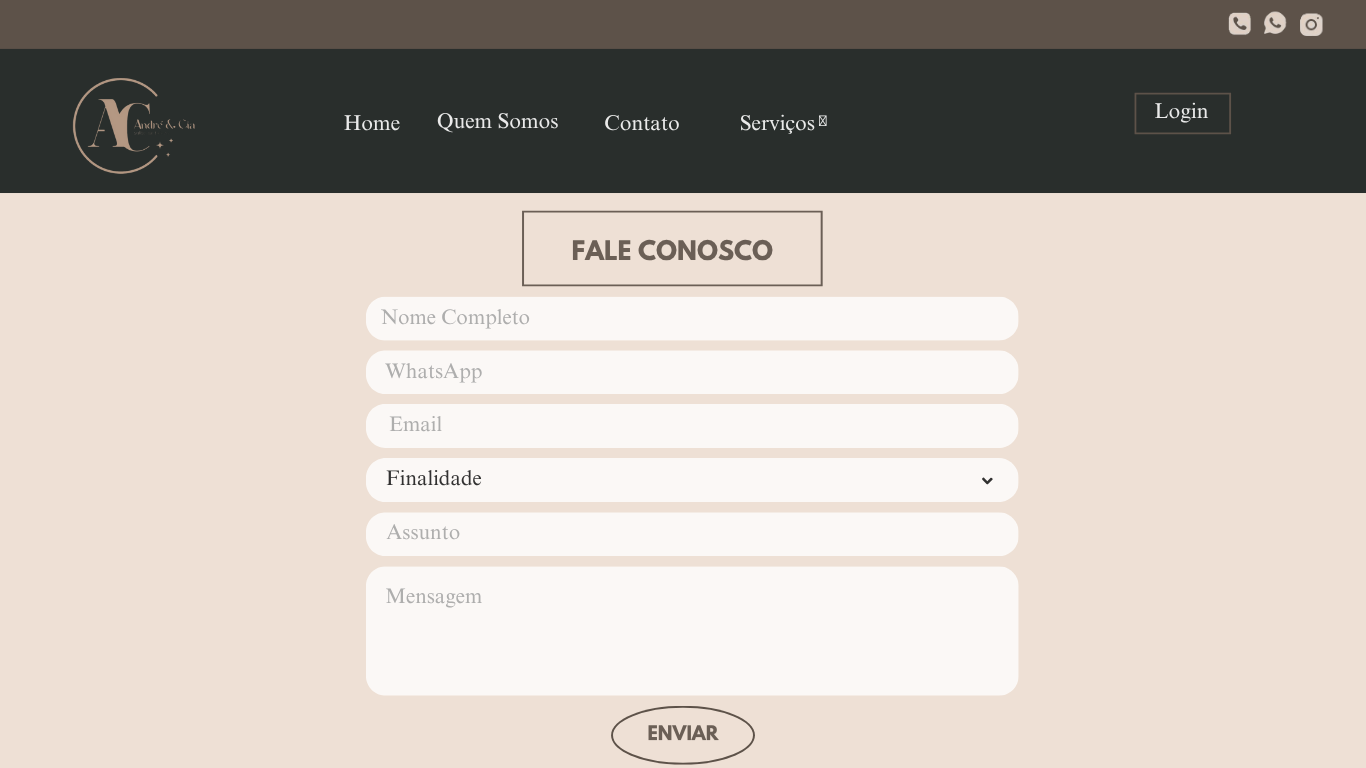 AC
André & Cia
Home
Quem Somos
Contato
Serviços
Login
FALE CONOSCO
Nome Completo
WhatsApp
Email
Finalidade
Assunto
Mensagem
ENVIAR